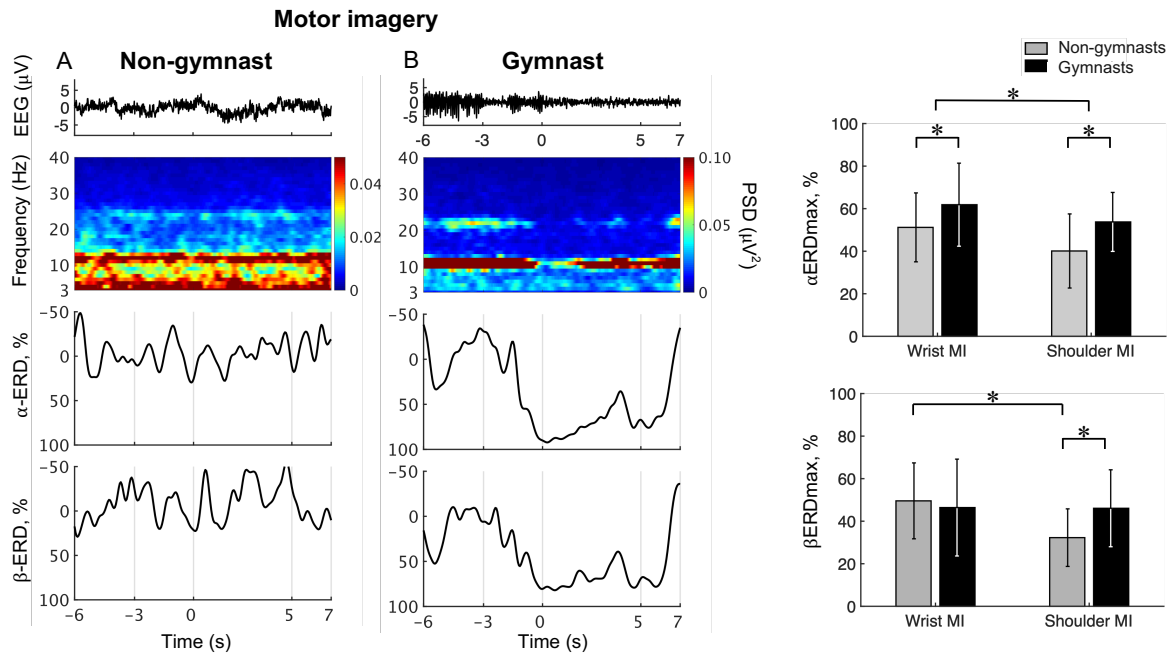 Motor imagery
A Non-gymnast
EEG (µV)
5
0
-5
Frequency (Hz)
40
30
20
10
3
0.04
0.02
0
α-ERD, %
-50
0
50
100
β-ERD, %
-50
0
50
100
-6 -3 0 5 7
Time (s)
B Gymnast
5
0
-5
-6 -3 0 5 7
40
30
20
10
3
0.10
0.05
0
PSD (µV²)
-50
0
50
100
-50
0
50
100
-6 -3 0 5 7
Time (s)
Non-gymnasts
Gymnasts
*
* *
αERDmax, %
100
80
60
40
20
0
Wrist MI Shoulder MI
*
*
βERDmax, %
100
80
60
40
20
0
Wrist MI Shoulder MI